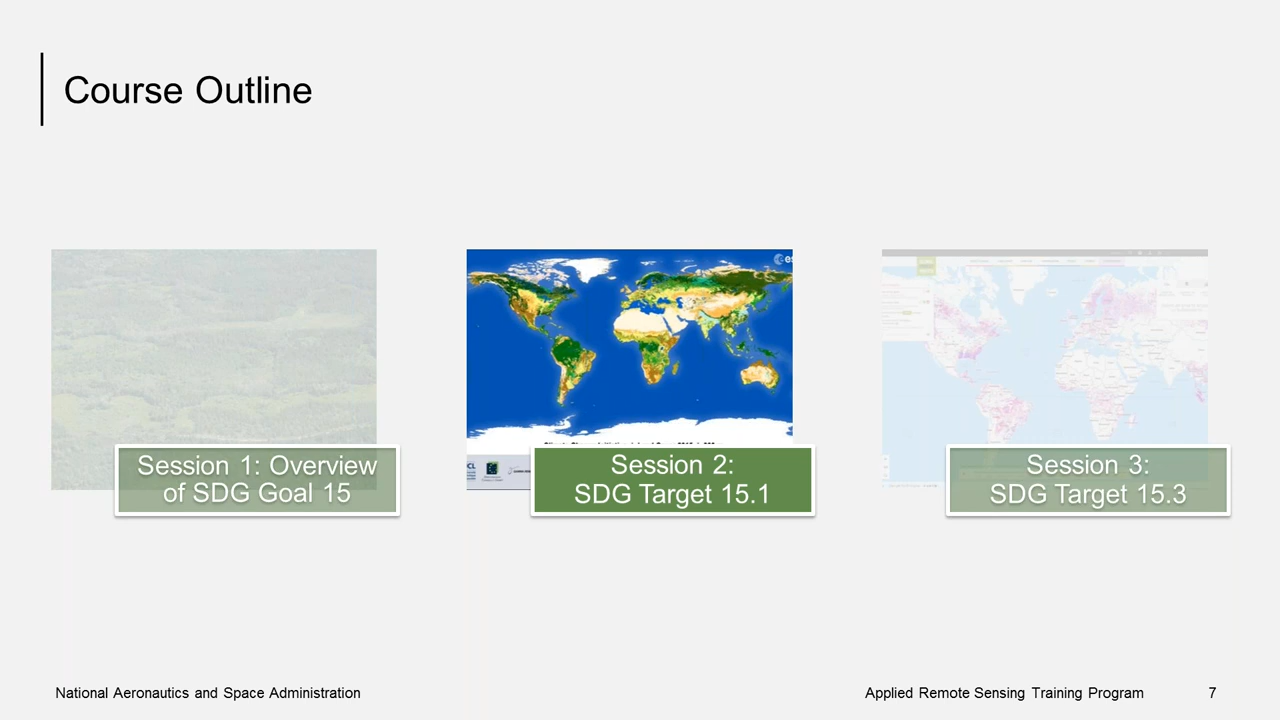 Course Outline
Session 1: Overview
of SDG Goal 15
Session 2:
SDG Target 15.1
Session 3:
SDG Target 15.3
National Aeronautics and Space Administration
Applied Remote Sensing Training Program
7